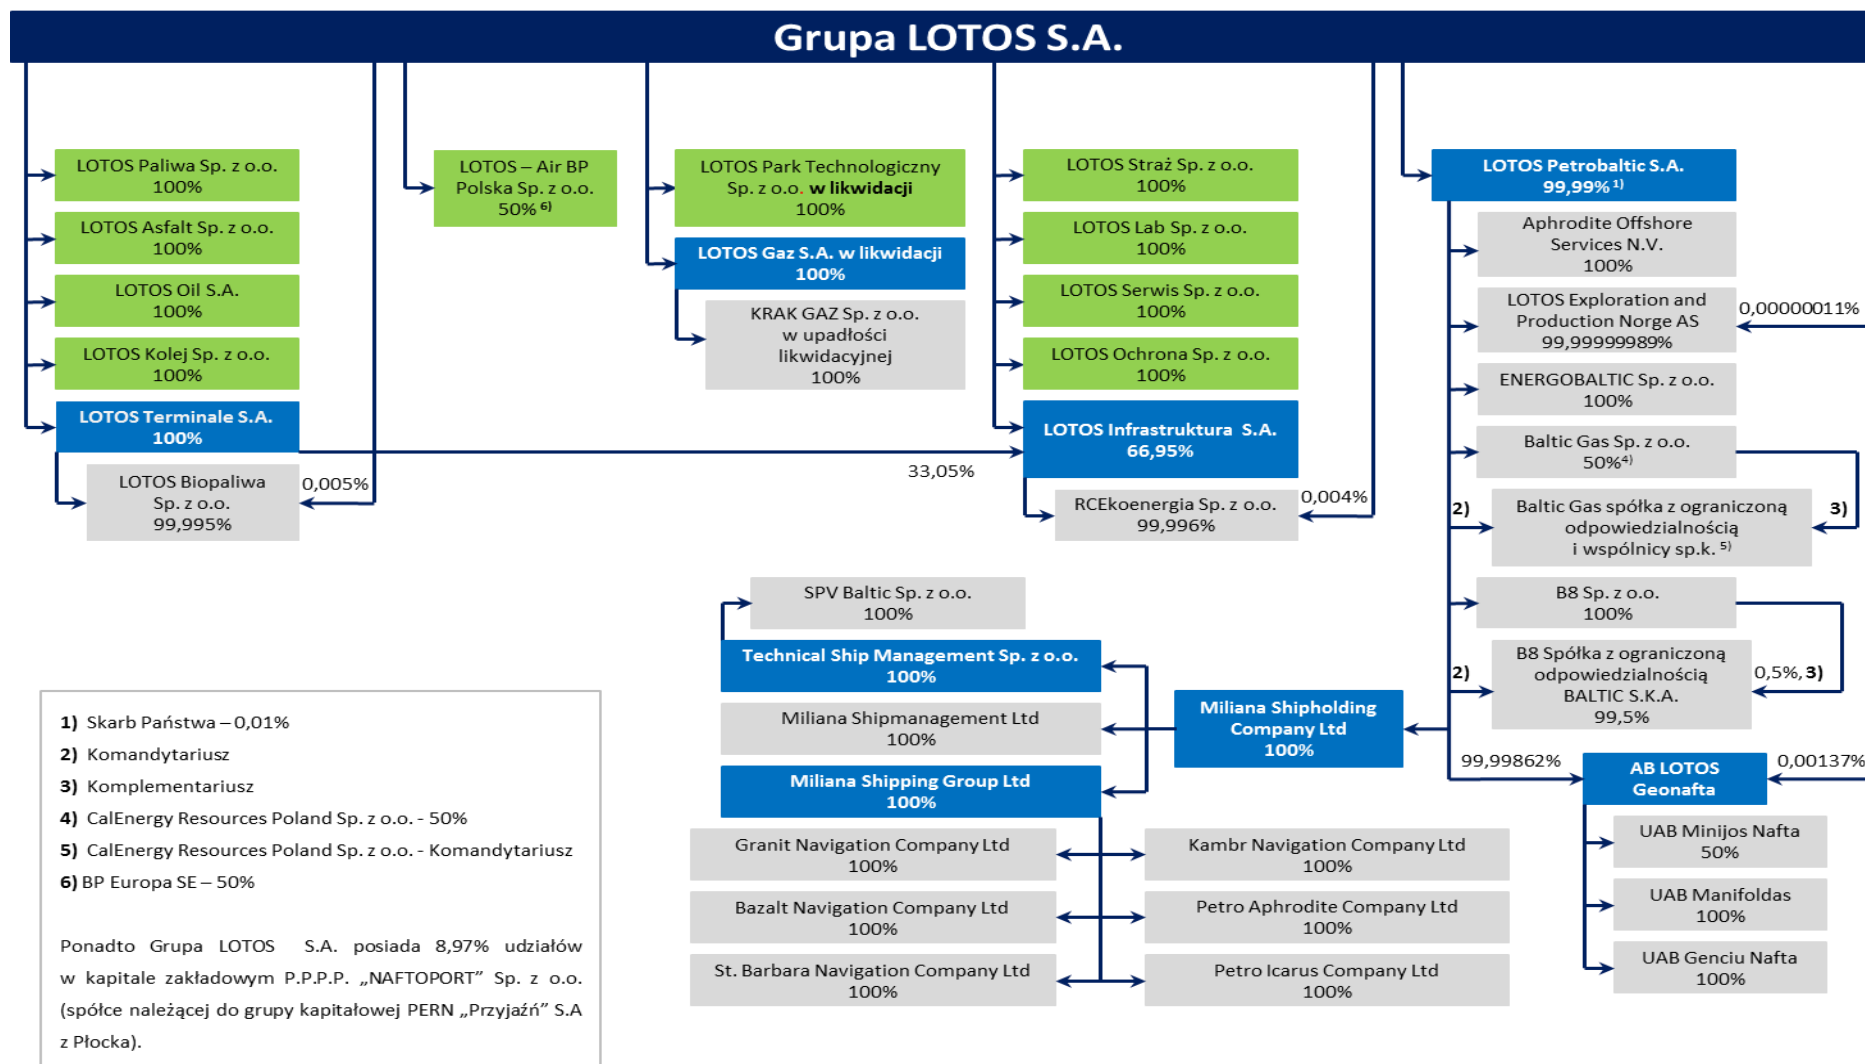 Grupa LOTOS S.A.
LOTOS Paliwa Sp. z o.o.
100%
LOTOS Asfalt Sp. z o.o.
100%
LOTOS Oil S.A.
100%
LOTOS Kolej Sp. z o.o.
100%
LOTOS Terminale S.A.
100%
LOTOS Biopaliwa
Sp. z o.o.
99,995%
0,005%
33,05%
LOTOS – Air BP
Polska Sp. z o.o.
50% 6)
LOTOS Park Technologiczny
Sp. z o.o. w likwidacji
100%
LOTOS Gaz S.A. w likwidacji
100%
KRAK GAZ Sp. z o.o.
w upadłości
likwidacyjnej
100%
LOTOS Straż Sp. z o.o.
100%
LOTOS Lab Sp. z o.o.
100%
LOTOS Serwis Sp. z o.o.
100%
LOTOS Ochrona Sp. z o.o.
100%
LOTOS Infrastruktura S.A.
66,95%
RCEkoenergia Sp. z o.o.
99,996%
0,004%
LOTOS Petrobaltic S.A.
99,99% 1)
Aphrodite Offshore
Services N.V.
100%
LOTOS Exploration and
Production Norge AS
99,99999989%
0,00000011%
ENERGOBALTIC Sp. z o.o.
100%
Baltic Gas Sp. z o.o.
50%4)
2)
Baltic Gas spółka z ograniczoną
odpowiedzialnością
i wspólnicy sp.k. 5)
3)
B8 Sp. z o.o.
100%
2)
B8 Spółka z ograniczoną
odpowiedzialnością
BALTIC S.K.A.
99,5%
0,5%, 3)
99,99862%
AB LOTOS
Geonafta
0,00137%
UAB Minijos Nafta
50%
UAB Manifoldas
100%
UAB Genciu Nafta
100%
SPV Baltic Sp. z o.o.
100%
Technical Ship Management Sp. z o.o.
100%
Miliana Shipmanagement Ltd
100%
Miliana Shipping Group Ltd
100%
Miliana Shipholding
Company Ltd
100%
Granit Navigation Company Ltd
100%
Kambr Navigation Company Ltd
100%
Bazalt Navigation Company Ltd
100%
Petro Aphrodite Company Ltd
100%
St. Barbara Navigation Company Ltd
100%
Petro Icarus Company Ltd
100%
1) Skarb Państwa – 0,01%
2) Komandytariusz
3) Komplementariusz
4) CalEnergy Resources Poland Sp. z o.o. - 50%
5) CalEnergy Resources Poland Sp. z o.o. - Komandytariusz
6) BP Europa SE – 50%
Ponadto Grupa LOTOS S.A. posiada 8,97% udziałów
w kapitale zakładowym P.P.P.P. „NAFTOPORT” Sp. z o.o.
(spółce należącej do grupy kapitałowej PERN „Przyjaźń” S.A
z Płocka).